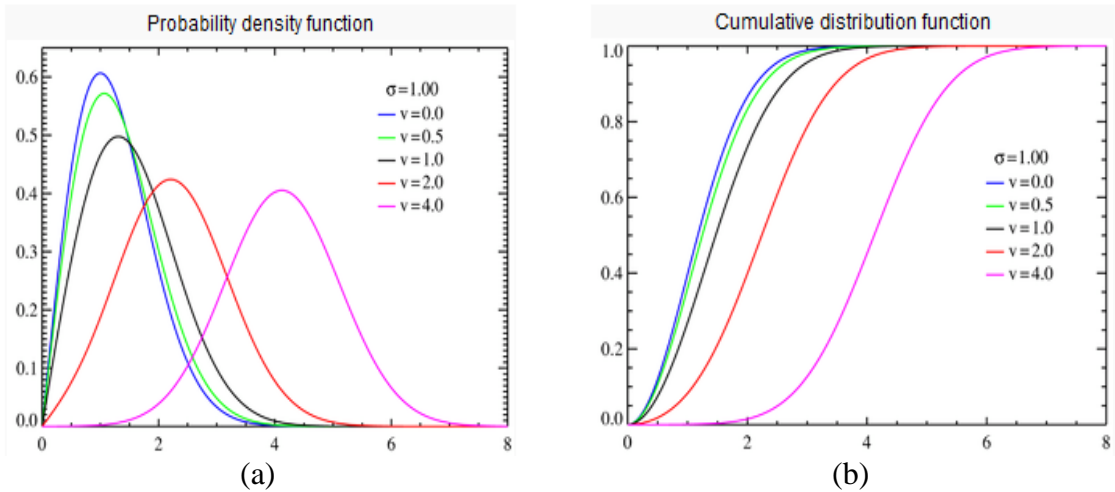 Probability density function
0.6
0.5
0.4
0.3
0.2
0.1
0.0
0 2 4 6 8
σ=1.00
v=0.0
v=0.5
v=1.0
v=2.0
v=4.0
(a)
Cumulative distribution function
1.0
0.8
0.6
0.4
0.2
0.0
0 2 4 6 8
σ=1.00
v=0.0
v=0.5
v=1.0
v=2.0
v=4.0
(b)